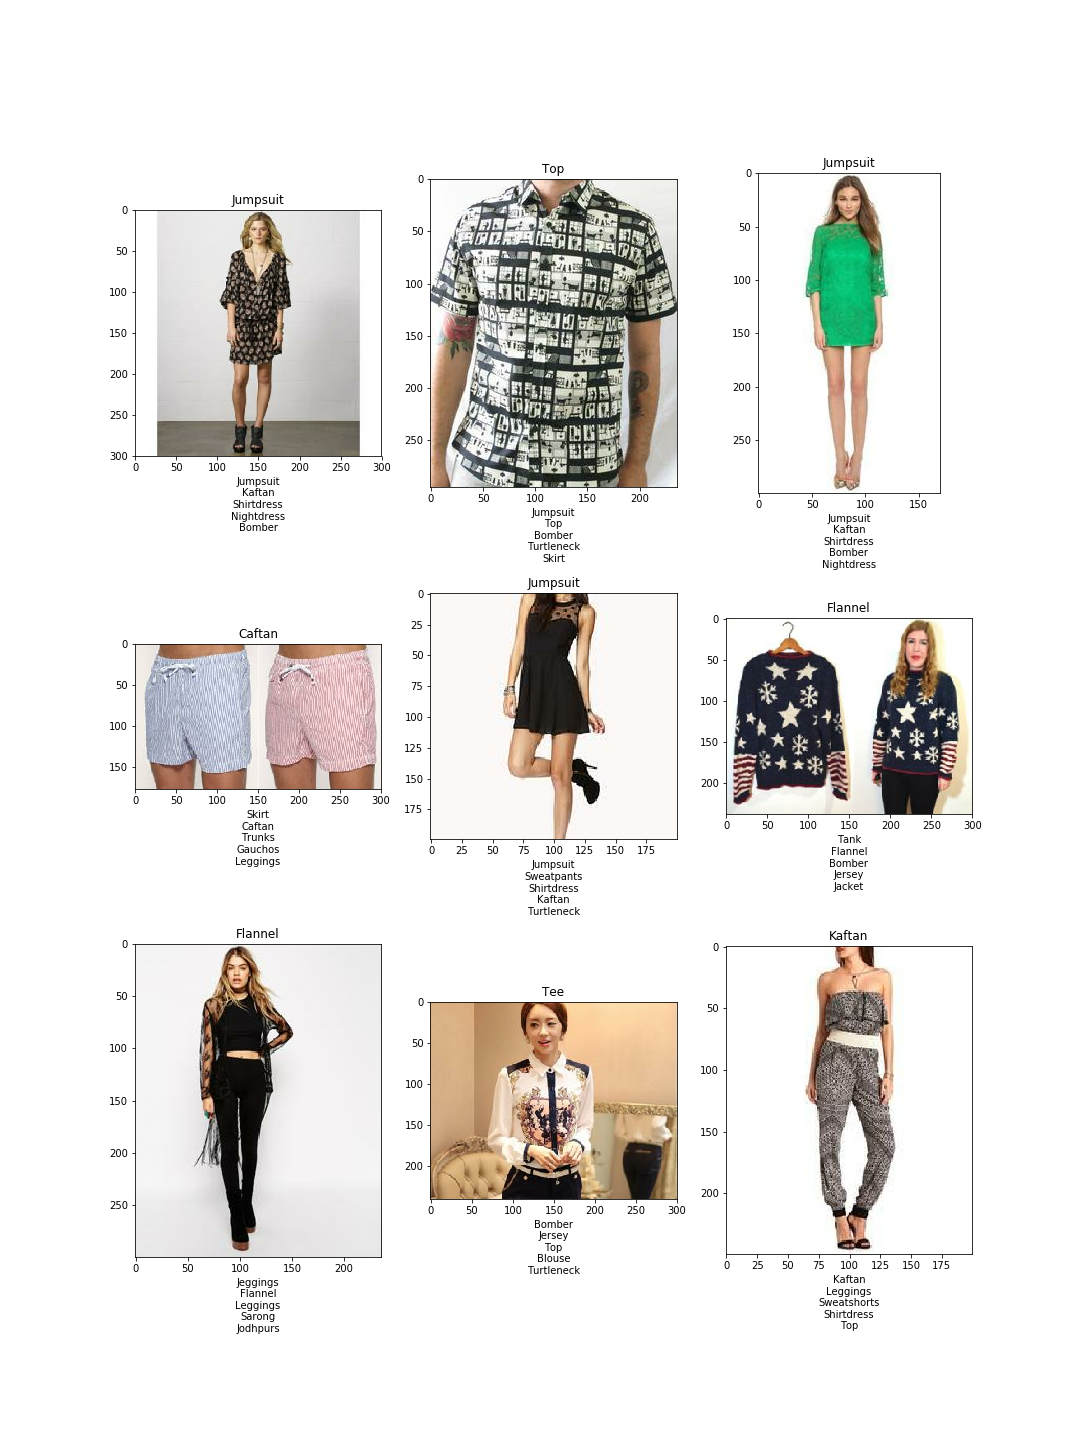 Jumpsuit
0
50
100
150
200
250
300
0 50 100 150 200 250 300
Jumpsuit
Kaftan
Shirtdress
Nightdress
Bomber
Top
0
50
100
150
200
250
0 50 100 150 200
Jumpsuit
Top
Bomber
Turtleneck
Skirt
Jumpsuit
0
50
100
150
200
250
0 50 100 150
Jumpsuit
Kaftan
Shirtdress
Bomber
Nightdress
Caftan
0
50
100
150
0 50 100 150 200 250 300
Skirt
Caftan
Trunks
Gauchos
Leggings
Jumpsuit
0
25
50
75
100
125
150
175
0 25 50 75 100 125 150 175
Jumpsuit
Sweatpants
Shirtdress
Kaftan
Turtleneck
Flannel
0
50
100
150
200
0 50 100 150 200 250 300
Tank
Flannel
Bomber
Jersey
Jacket
Flannel
0
50
100
150
200
250
0 50 100 150 200
Jeggings
Flannel
Leggings
Sarong
Jodhpurs
Tee
0
50
100
150
200
0 50 100 150 200 250 300
Bomber
Jersey
Top
Blouse
Turtleneck
Kaftan
0
50
100
150
200
0 25 50 75 100 125 150 175
Kaftan
Leggings
Sweatshorts
Shirtdress
Top